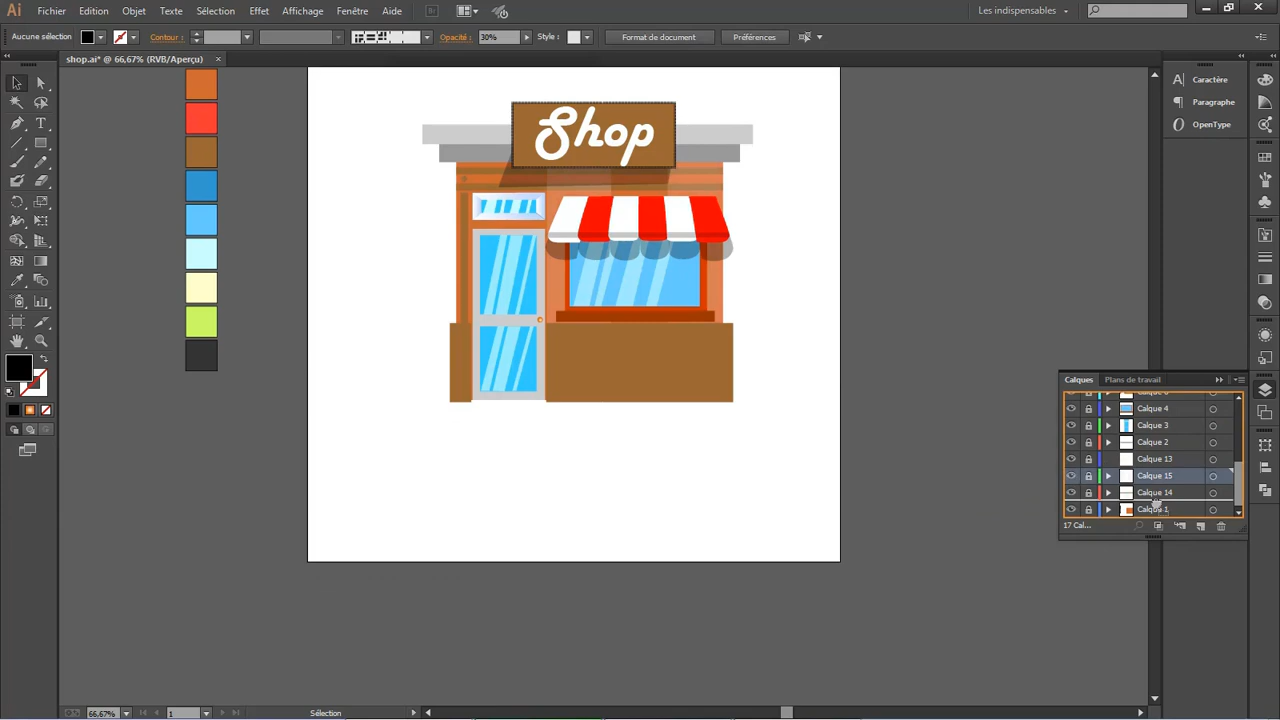 Ai Fichier Edition Objet Texte Sélection Effet Affichage Fenêtre Aide Br Les indispensables
Aucune sélection Contour : Opacité : 30% Style : Format de document Préférences
shop.ai* @ 66,67% (RVB/Aperçu) ×
Shop
Caractère
Paragraphe
OpenType
Calques Plans de travail
Calque 4
Calque 3
Calque 2
Calque 13
Calque 15
Calque 14
Calque 1
17 Cal...
66,67% 1 Sélection